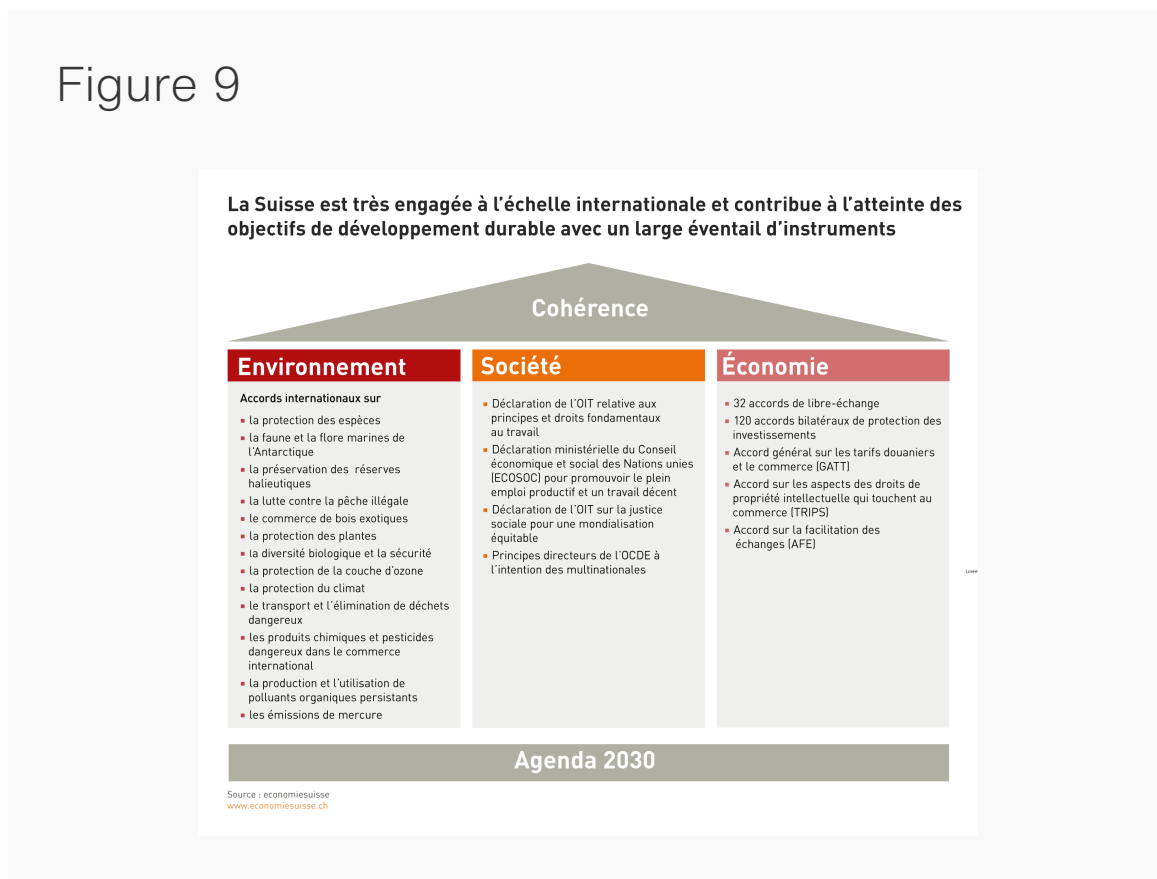 Figure 9
La Suisse est très engagée à l'échelle internationale et contribue à l'atteinte des
objectifs de développement durable avec un large éventail d'instruments
Cohérence
Environnement
Accords internationaux sur
▪ la protection des espèces
▪ la faune et la flore marines de
l'Antarctique
▪ la préservation des réserves
halieutiques
▪ la lutte contre la pêche illégale
▪ le commerce de bois exotiques
▪ la protection des plantes
▪ la diversité biologique et la sécurité
▪ la protection de la couche d'ozone
▪ la protection du climat
▪ le transport et l'élimination de déchets
dangereux
▪ les produits chimiques et pesticides
dangereux dans le commerce
international
▪ la production et l'utilisation de
polluants organiques persistants
▪ les émissions de mercure
Société
▪ Déclaration de l'OIT relative aux
principes et droits fondamentaux
au travail
▪ Déclaration ministérielle du Conseil
économique et social des Nations unies
(ECOSOC) pour promouvoir le plein
emploi productif et un travail décent
▪ Déclaration de l'OIT sur la justice
sociale pour une mondialisation
équitable
▪ Principes directeurs de l'OCDE à
l'intention des multinationales
Économie
▪ 32 accords de libre-échange
▪ 120 accords bilatéraux de protection des
investissements
▪ Accord général sur les tarifs douaniers
et le commerce (GATT)
▪ Accord sur les aspects des droits de
propriété intellectuelle qui touchent au
commerce (TRIPS)
▪ Accord sur la facilitation des
échanges (AFE)
Agenda 2030
Source : economiesuisse
www.economiesuisse.ch